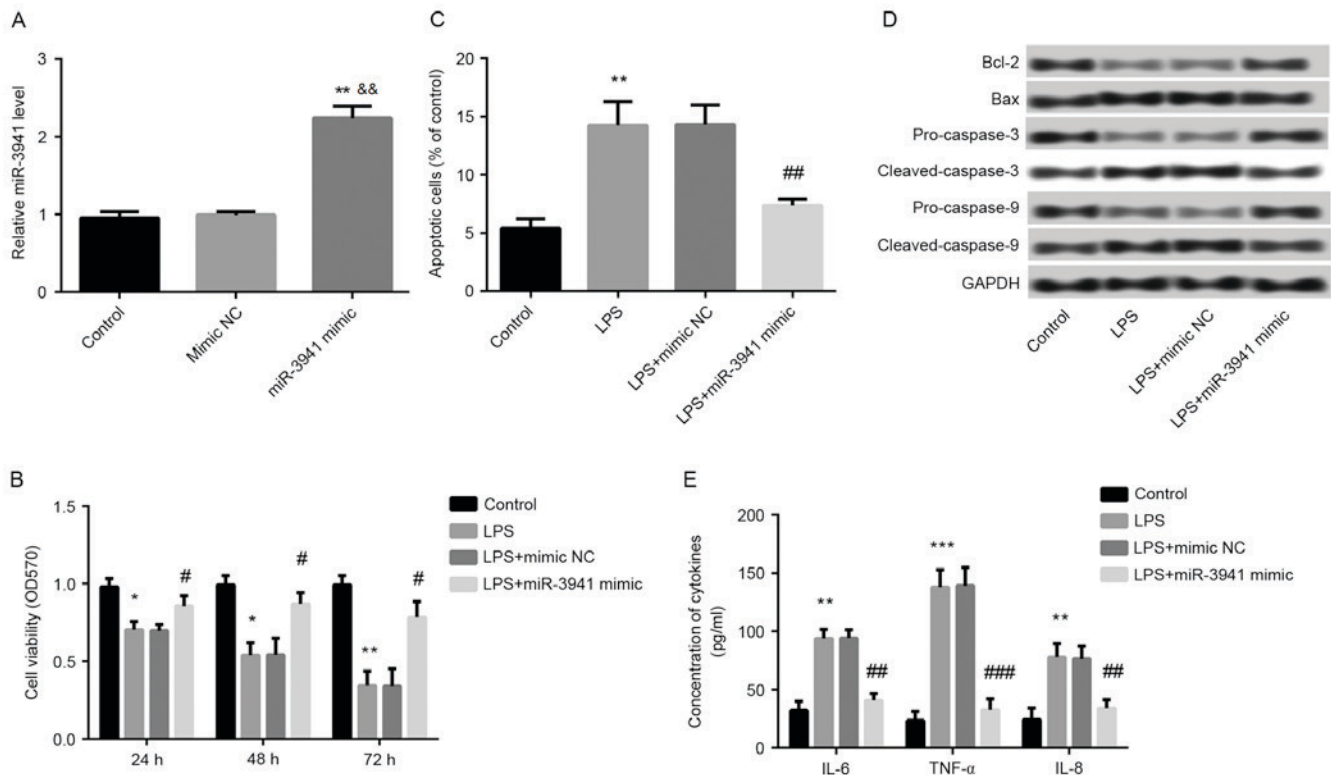 A
Relative miR-3941 level
3
2
1
0
** &&
Control
Mimic NC
miR-3941 mimic
C
Apoptotic cells (% of control)
20
15
10
5
0
**
##
Control
LPS
LPS+mimic NC
LPS+miR-3941 mimic
D
Bcl-2
Bax
Pro-caspase-3
Cleaved-caspase-3
Pro-caspase-9
Cleaved-caspase-9
GAPDH
Control
LPS
LPS+mimic NC
LPS+miR-3941 mimic
B
Cell viability (OD570)
1.5
1.0
0.5
0.0
*
#
*
#
**
#
24 h
48 h
72 h
Control
LPS
LPS+mimic NC
LPS+miR-3941 mimic
E
Concentration of cytokines
(pg/ml)
200
150
100
50
0
**
##
***
###
**
##
IL-6
TNF-α
IL-8
Control
LPS
LPS+mimic NC
LPS+miR-3941 mimic